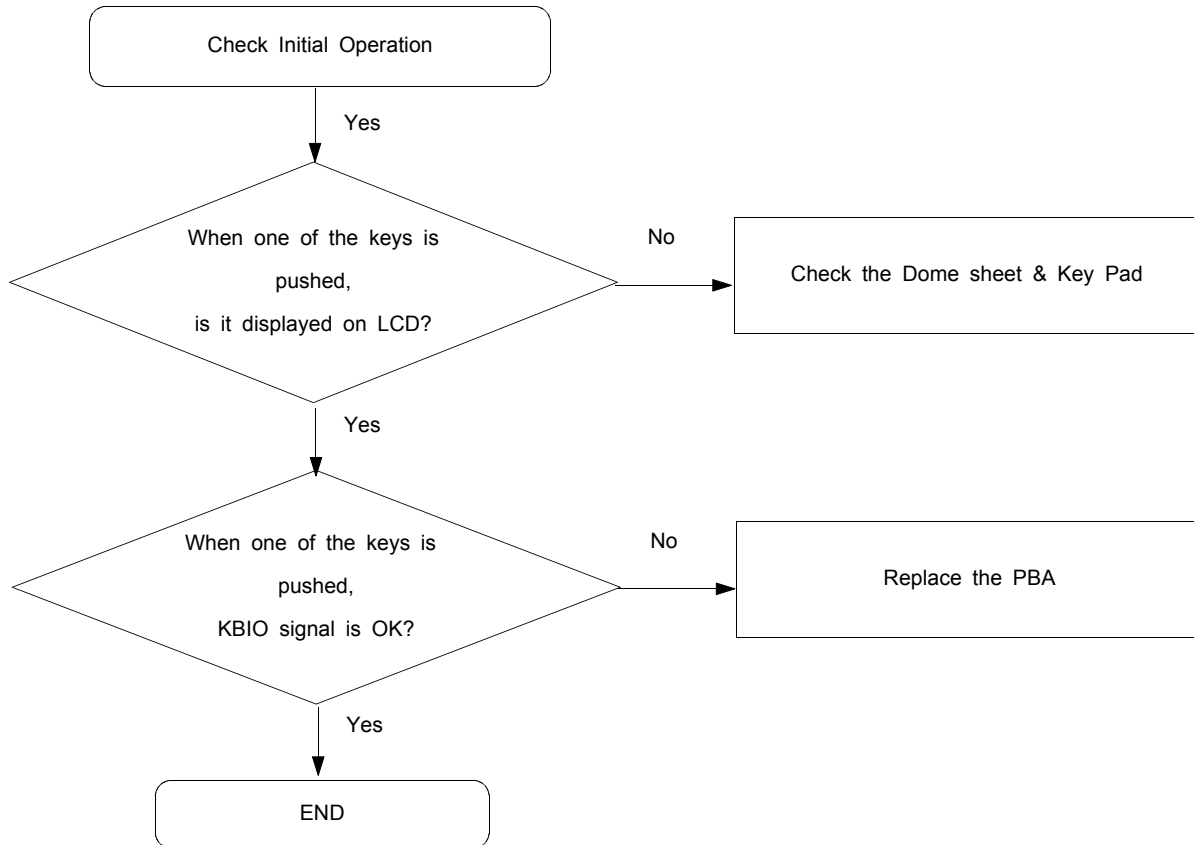 Check Initial Operation
Yes
When one of the keys is
pushed,
is it displayed on LCD?
No
Check the Dome sheet & Key Pad
Yes
When one of the keys is
pushed,
KBIO signal is OK?
No
Replace the PBA
Yes
END